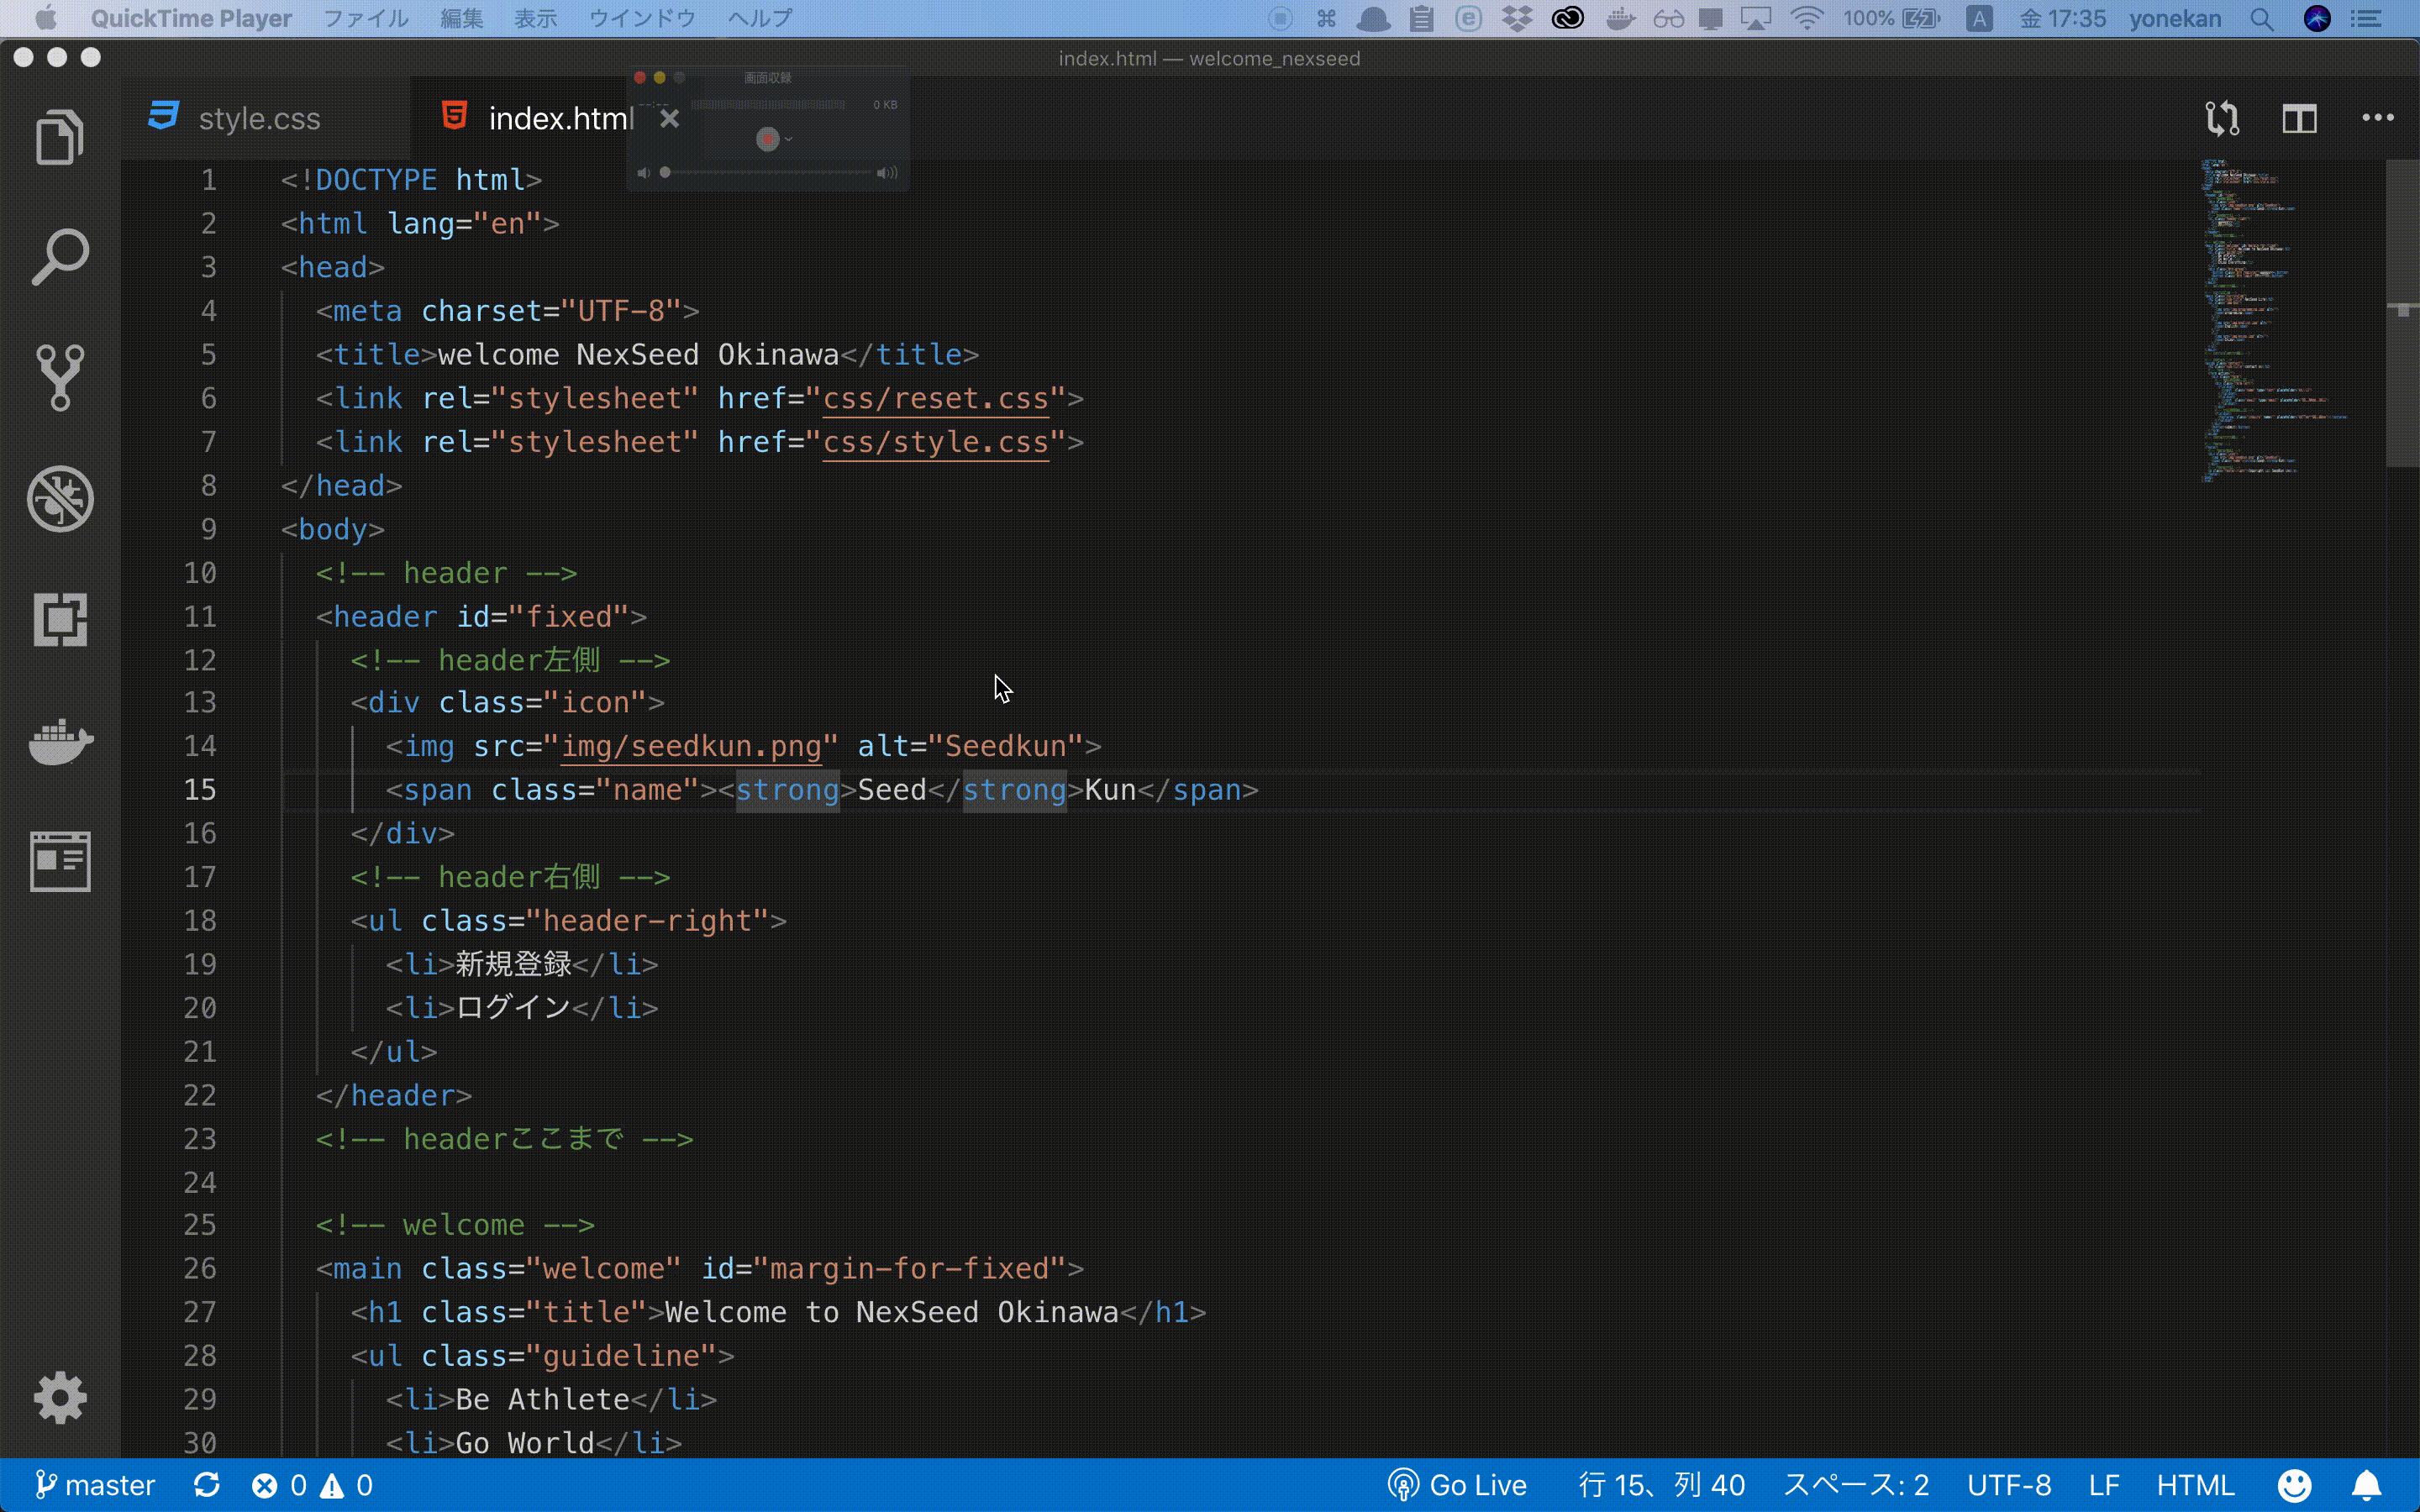 QuickTime Player ファイル 編集 表示 ウインドウ ヘルプ 100% A 金 17:35 yonekan
index.html — welcome_nexseed
画面収録
style.css index.html
--:-- 0 KB
1 <!DOCTYPE html>
2 <html lang="en">
3 <head>
4 <meta charset="UTF-8">
5 <title>welcome NexSeed Okinawa</title>
6 <link rel="stylesheet" href="css/reset.css">
7 <link rel="stylesheet" href="css/style.css">
8 </head>
9 <body>
10 <!-- header -->
11 <header id="fixed">
12 <!-- header左側 -->
13 <div class="icon">
14 <img src="img/seedkun.png" alt="Seedkun">
15 <span class="name"><strong>Seed</strong>Kun</span>
16 </div>
17 <!-- header右側 -->
18 <ul class="header-right">
19 <li>新規登録</li>
20 <li>ログイン</li>
21 </ul>
22 </header>
23 <!-- headerここまで -->
24
25 <!-- welcome -->
26 <main class="welcome" id="margin-for-fixed">
27 <h1 class="title">Welcome to NexSeed Okinawa</h1>
28 <ul class="guideline">
29 <li>Be Athlete</li>
30 <li>Go World</li>
master 0 0 Go Live 行 15、列 40 スペース: 2 UTF-8 LF HTML